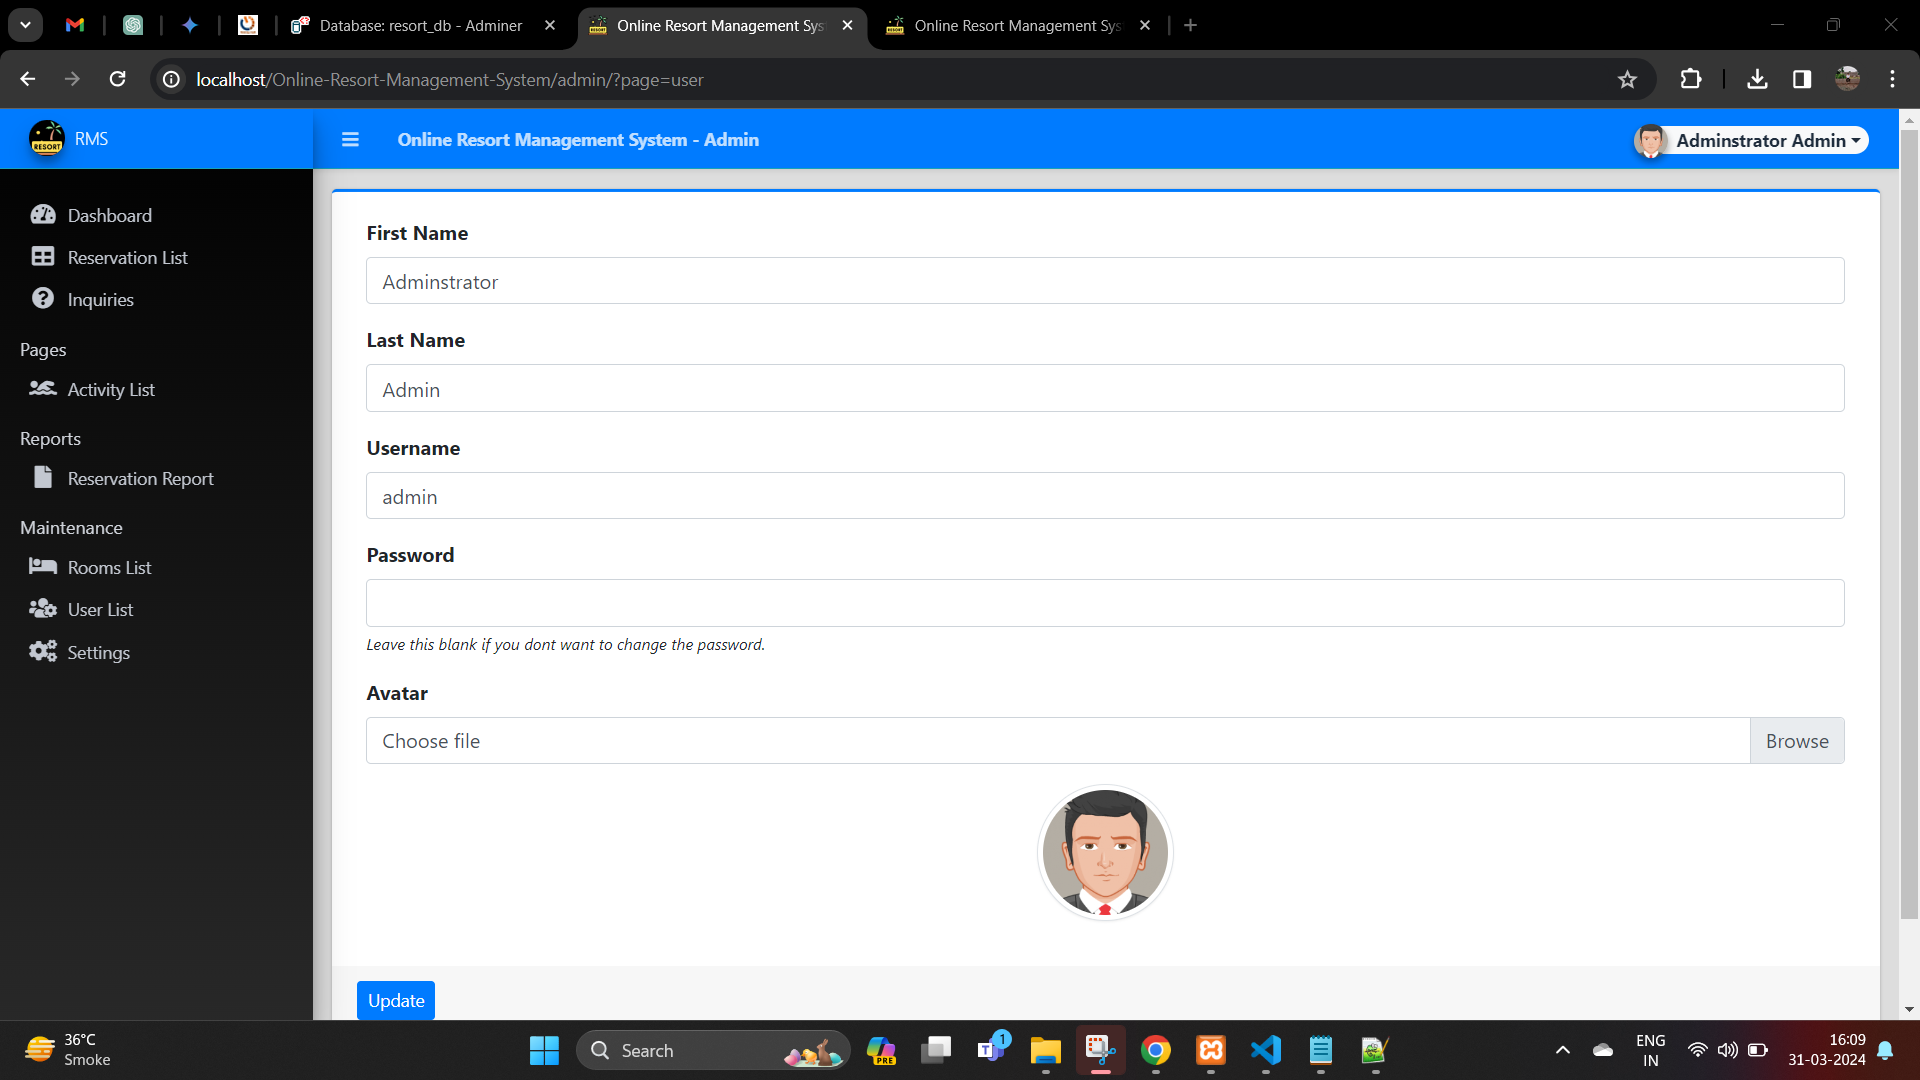 Database: resort_db - Adminer
Online Resort Management Sys
Online Resort Management Sys
localhost/Online-Resort-Management-System/admin/?page=user
RESORT
RMS
Online Resort Management System - Admin
Adminstrator Admin
Dashboard
Reservation List
Inquiries
Pages
Activity List
Reports
Reservation Report
Maintenance
Rooms List
User List
Settings
First Name
Adminstrator
Last Name
Admin
Username
admin
Password
Leave this blank if you dont want to change the password.
Avatar
Choose file
Browse
Update
36°C
Smoke
Search
PRE
1
ENG
IN
16:09
31-03-2024